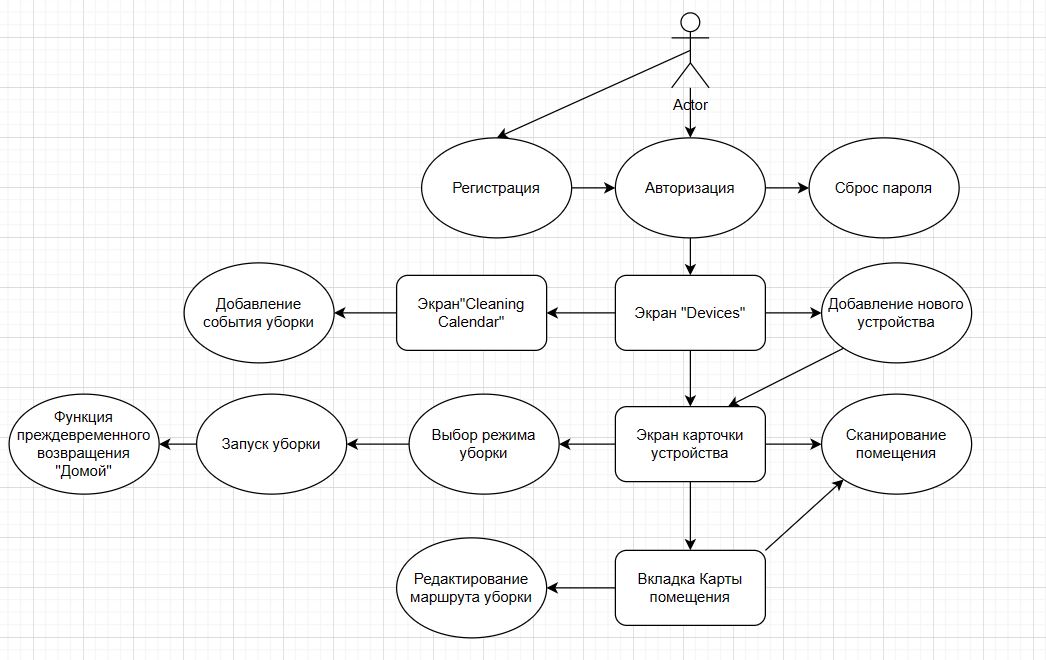 Actor
Регистрация
Авторизация
Сброс пароля
Добавление
события уборки
Экран"Cleaning
Calendar"
Экран "Devices"
Добавление нового
устройства
Функция
преждевременного
возвращения
"Домой"
Запуск уборки
Выбор режима
уборки
Экран карточки
устройства
Сканирование
помещения
Редактирование
маршрута уборки
Вкладка Карты
помещения